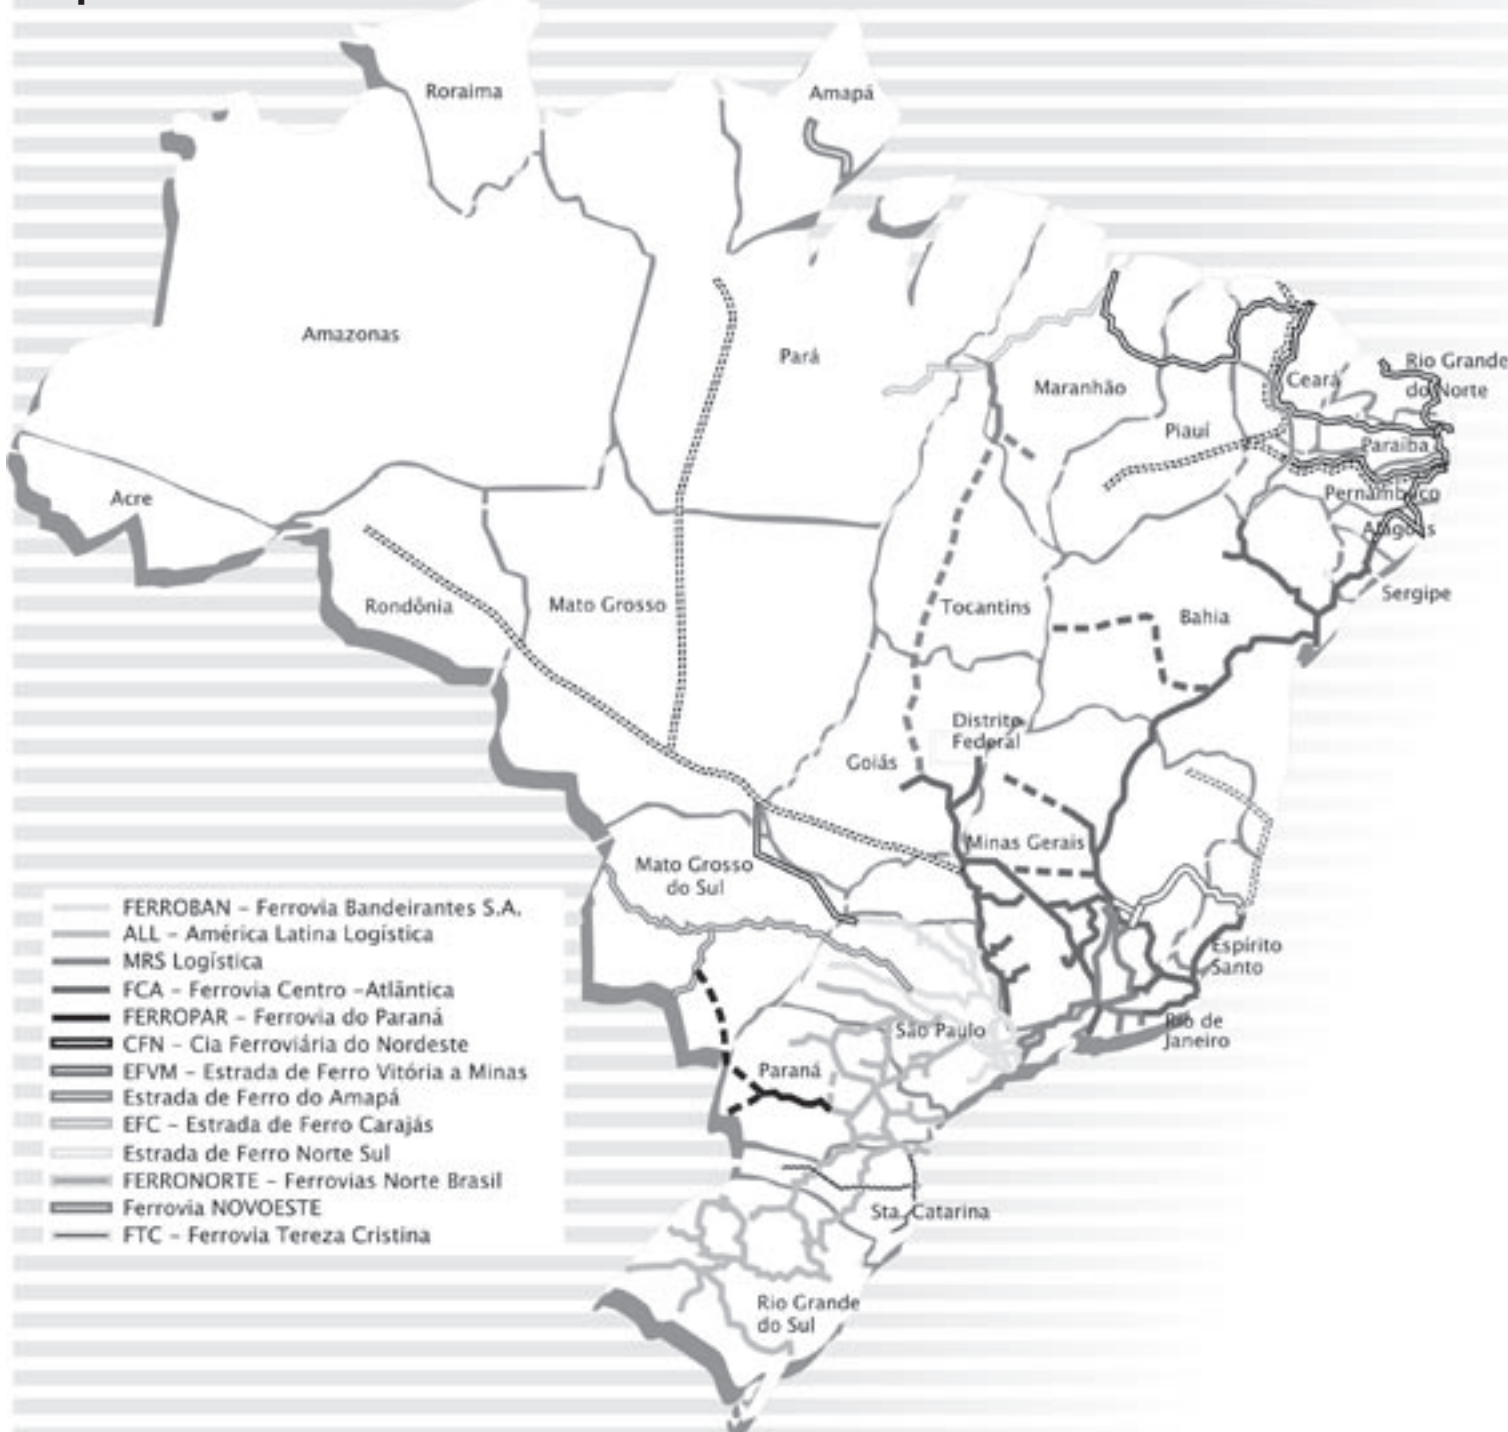 Roraima
Amapá
Amazonas
Pará
Maranhão
Ceará
Rio Grande
do Norte
Piauí
Paraíba
Pernambuco
Alagoas
Sergipe
Acre
Rondônia
Mato Grosso
Tocantins
Bahia
Distrito
Federal
Goiás
Minas Gerais
Mato Grosso
do Sul
Espírito
Santo
São Paulo
Rio de
Janeiro
Paraná
Sta. Catarina
Rio Grande
do Sul
FERROBAN – Ferrovia Bandeirantes S.A.
ALL – América Latina Logística
MRS Logística
FCA – Ferrovia Centro –Atlântica
FERROPAR – Ferrovia do Paraná
CFN – Cia Ferroviária do Nordeste
EFVM – Estrada de Ferro Vitória a Minas
Estrada de Ferro do Amapá
EFC – Estrada de Ferro Carajás
Estrada de Ferro Norte Sul
FERRONORTE – Ferrovias Norte Brasil
Ferrovia NOVOESTE
FTC – Ferrovia Tereza Cristina